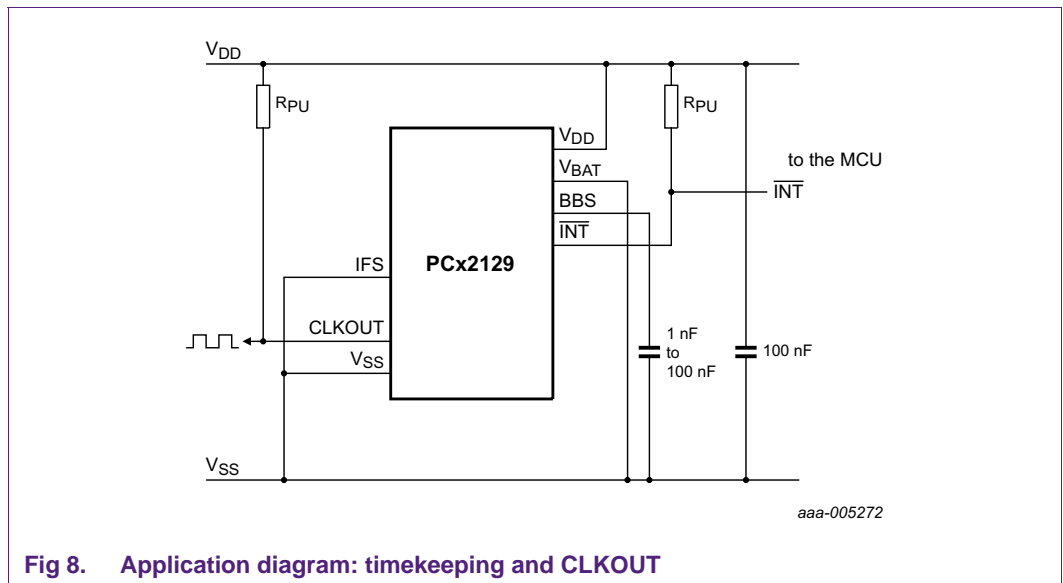 VDD
RPU
RPU
VDD
to the MCU
VBAT
INT
BBS
INT
PCx2129
IFS
CLKOUT
1 nF
to
100 nF
100 nF
VSS
VSS
aaa-005272
Fig 8. Application diagram: timekeeping and CLKOUT